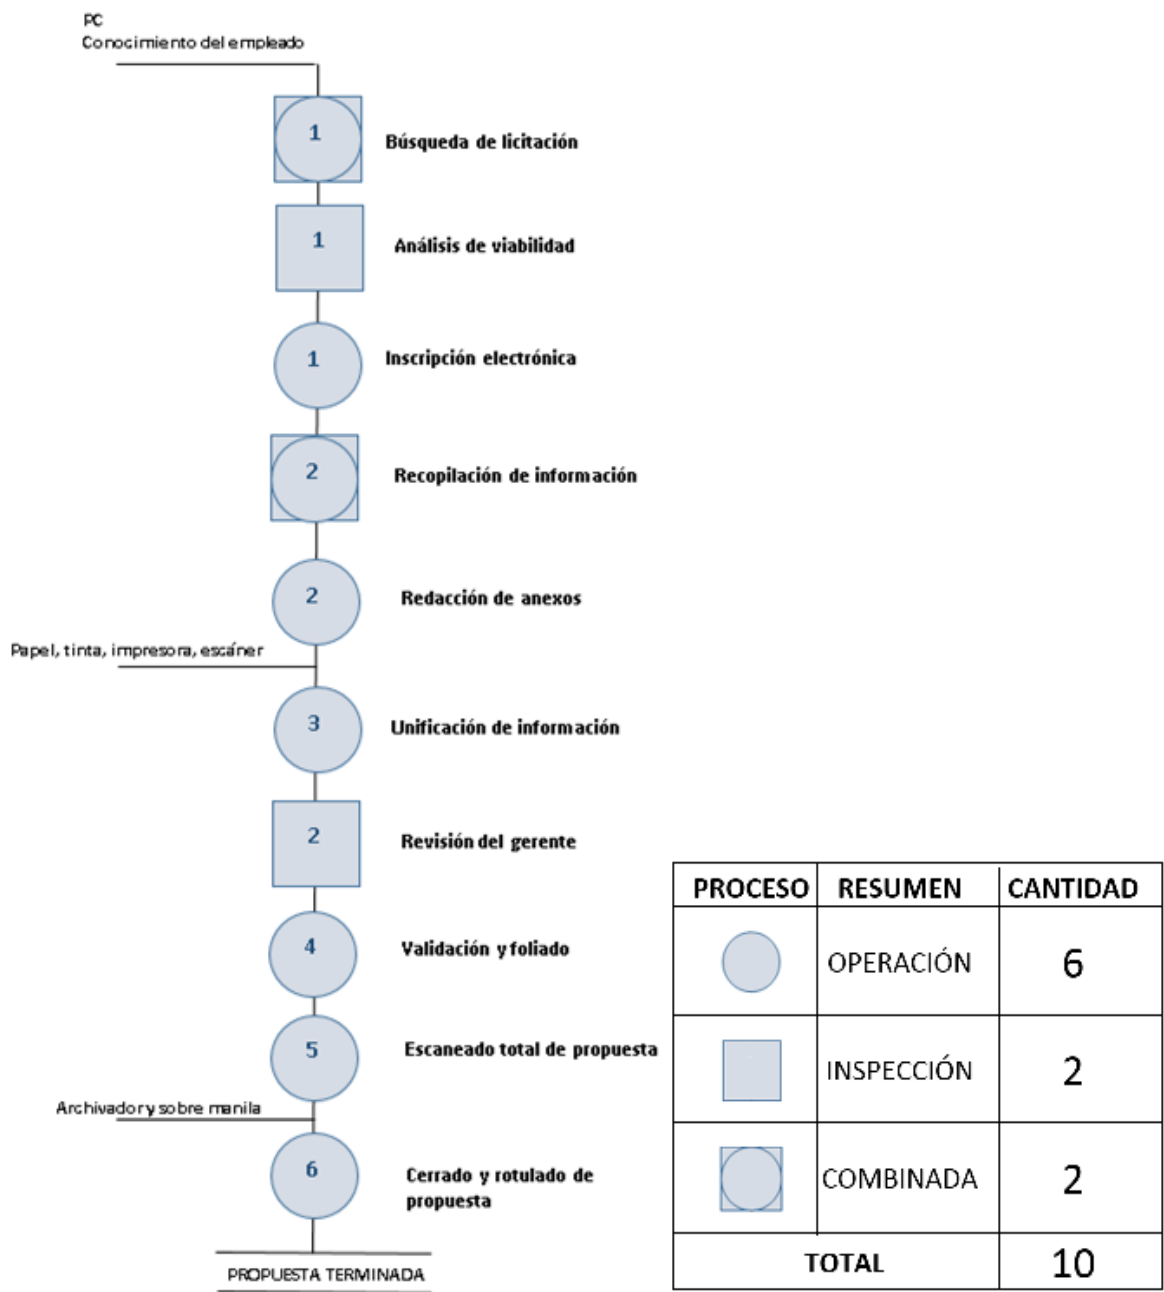 PC
Conocimiento del empleado
1
Búsqueda de licitación
1
Análisis de viabilidad
1
Inscripción electrónica
2
Recopilación de información
2
Redacción de anexos
Papel, tinta, impresora, escáner
3
Unificación de información
2
Revisión del gerente
4
Validación y foliado
5
Escaneado total de propuesta
Archivador y sobre manila
6
Cerrado y rotulado de
propuesta
PROPUESTA TERMINADA
PROCESO RESUMEN CANTIDAD
OPERACIÓN 6
INSPECCIÓN 2
COMBINADA 2
TOTAL 10